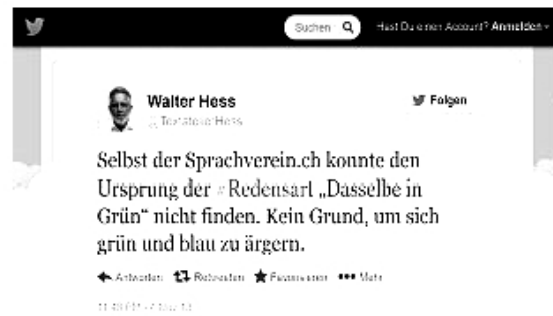 Suchen Hast Du einen Account? Anmelden
Walter Hess
Folgen
Selbst der Sprachverein.ch konnte den
Ursprung der #Redensart „Dasselbe in
Grün“ nicht finden. Kein Grund, um sich
grün und blau zu ärgern.
Antworten Retweeten Favorisieren Mehr